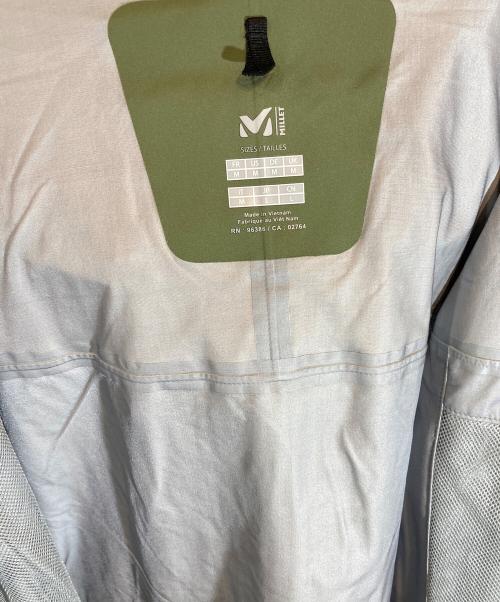 MILLET
SIZES / TAILLES
FR US DE UK
M M M M
IT JP CN
M L L
Made in Vietnam
Fabriqué au Viêt Nam
RN : 96386 / CA : 02764